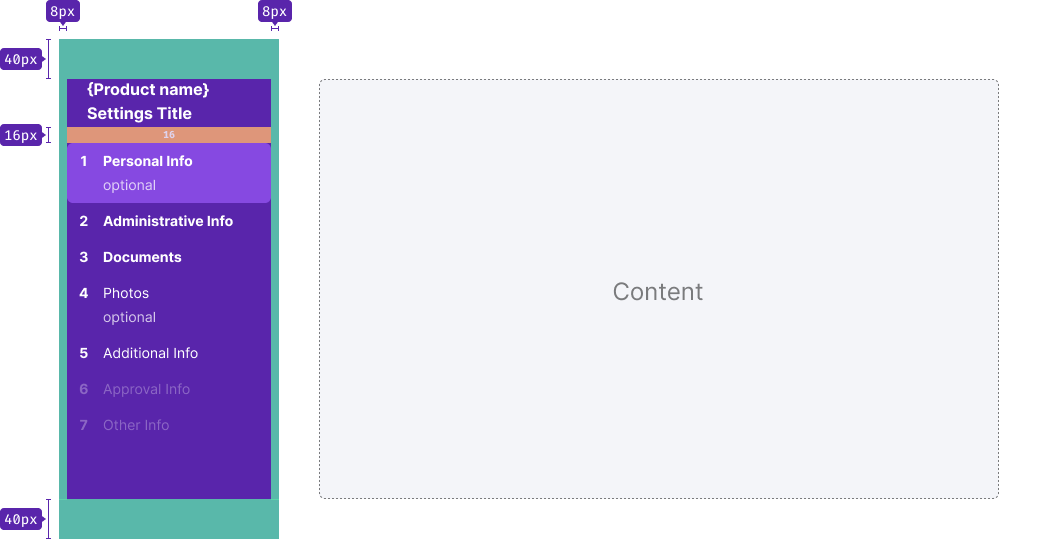 8px
8px
40px
{Product name}
Settings Title
16px
16
1 Personal Info
optional
2 Administrative Info
3 Documents
4 Photos
optional
5 Additional Info
6 Approval Info
7 Other Info
40px
Content